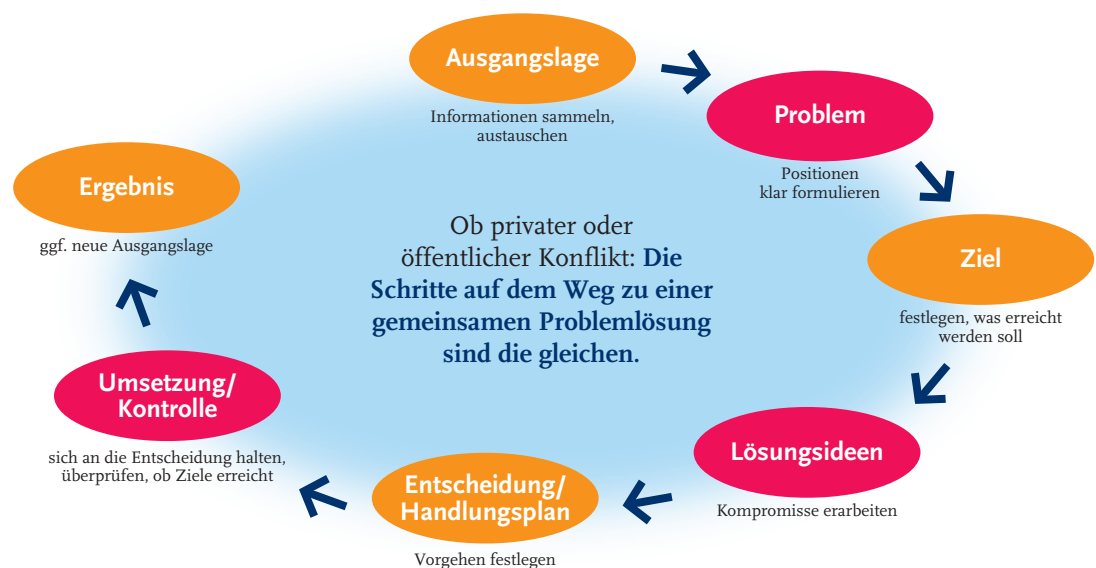 Ausgangslage
Informationen sammeln,
austauschen
Problem
Positionen
klar formulieren
Ziel
festlegen, was erreicht
werden soll
Lösungsideen
Kompromisse erarbeiten
Entscheidung/
Handlungsplan
Vorgehen festlegen
Umsetzung/
Kontrolle
sich an die Entscheidung halten,
überprüfen, ob Ziele erreicht
Ergebnis
ggf. neue Ausgangslage
Ob privater oder
öffentlicher Konflikt: Die
Schritte auf dem Weg zu einer
gemeinsamen Problemlösung
sind die gleichen.